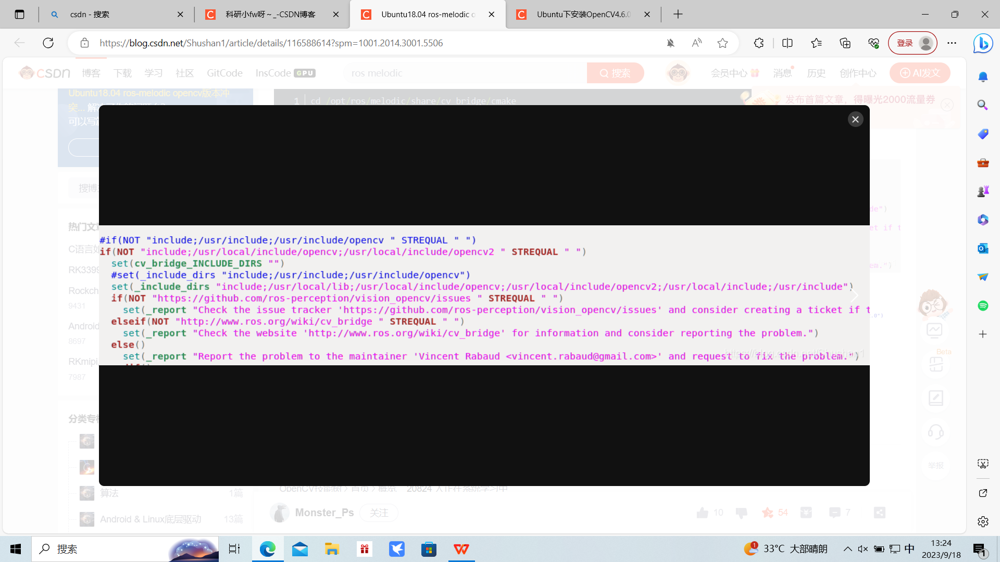 csdn - 搜索
科研小fw呀～_-CSDN博客
Ubuntu18.04 ros-melodic o
Ubuntu下安装OpenCV4.6.0
https://blog.csdn.net/Shushan1/article/details/116588614?spm=1001.2014.3001.5506
登录
CSDN 博客 下载 学习 社区 GitCode InsCode GPU
ros melodic
搜索
会员中心 消息 历史 创作中心 AI发文
Ubuntu18.04 ros-melodic opencv版本冲
突...
可以写
1 cd /opt/ros/melodic/share/cv_bridge/cmake
发布首篇文章，得曝光2000流量券
搜博
热门文
#if(NOT "include;/usr/include;/usr/include/opencv " STREQUAL " ")
if(NOT "include;/usr/local/include/opencv;/usr/local/include/opencv2 " STREQUAL " ")
set(cv_bridge_INCLUDE_DIRS "")
#set(_include_dirs "include;/usr/include;/usr/include/opencv")
set(_include_dirs "include;/usr/local/lib;/usr/local/include/opencv;/usr/local/include/opencv2;/usr/local/include;/usr/include")
if(NOT "https://github.com/ros-perception/vision_opencv/issues " STREQUAL " ")
set(_report "Check the issue tracker 'https://github.com/ros-perception/vision_opencv/issues' and consider creating a ticket if t
elseif(NOT "http://www.ros.org/wiki/cv_bridge " STREQUAL " ")
set(_report "Check the website 'http://www.ros.org/wiki/cv_bridge' for information and consider reporting the problem.")
else()
set(_report "Report the problem to the maintainer 'Vincent Rabaud <vincent.rabaud@gmail.com>' and request to fix the problem.")
https://blog.csdn.net/Shushan1
de")
et if t
em.")
.0")
C语言如
RK3399
Rockch
9431
Android
8697
RKmipi
7987
Beta
分类专栏
举报
算法 1篇
Android & Linux底层驱动 13篇
OpenCV技能树 首页 概览 20824 人正在系统学习中
Monster_Ps 关注
10 54 7
搜索
1
33°C 大部晴朗
中
13:24
2023/9/18
1